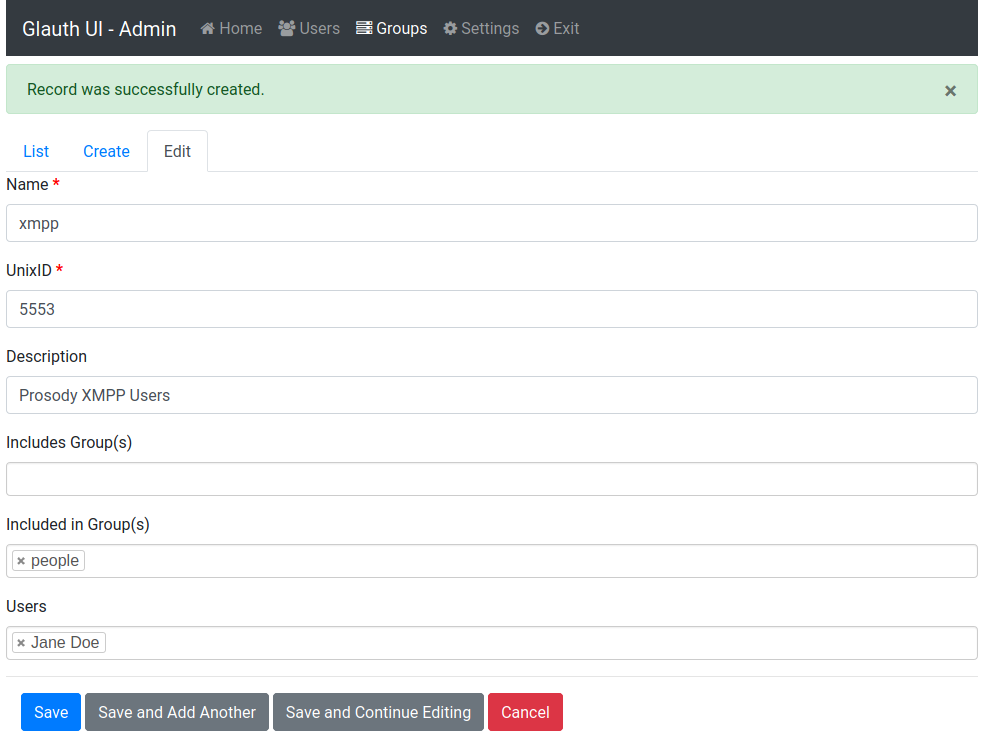 Glauth UI - Admin Home Users Groups Settings Exit
Record was successfully created. ×
List Create Edit
Name *
xmpp
UnixID *
5553
Description
Prosody XMPP Users
Includes Group(s)
Included in Group(s)
× people
Users
× Jane Doe
Save Save and Add Another Save and Continue Editing Cancel